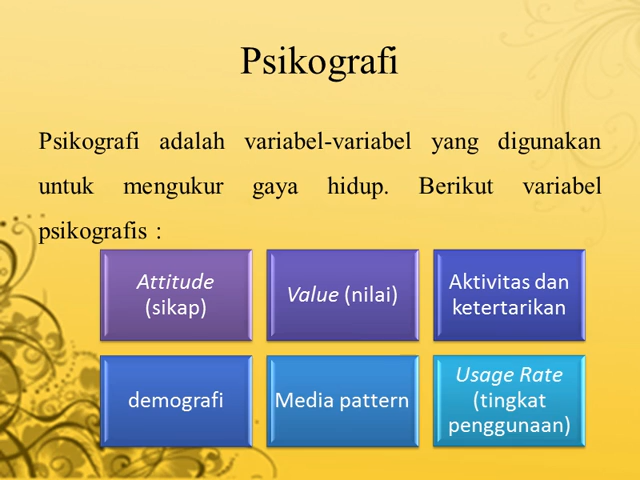 Psikografi
Psikografi adalah variabel-variabel yang digunakan
untuk mengukur gaya hidup. Berikut variabel
psikografis :
Attitude
(sikap)
Value (nilai)
Aktivitas dan
ketertarikan
demografi
Media pattern
Usage Rate
(tingkat
penggunaan)